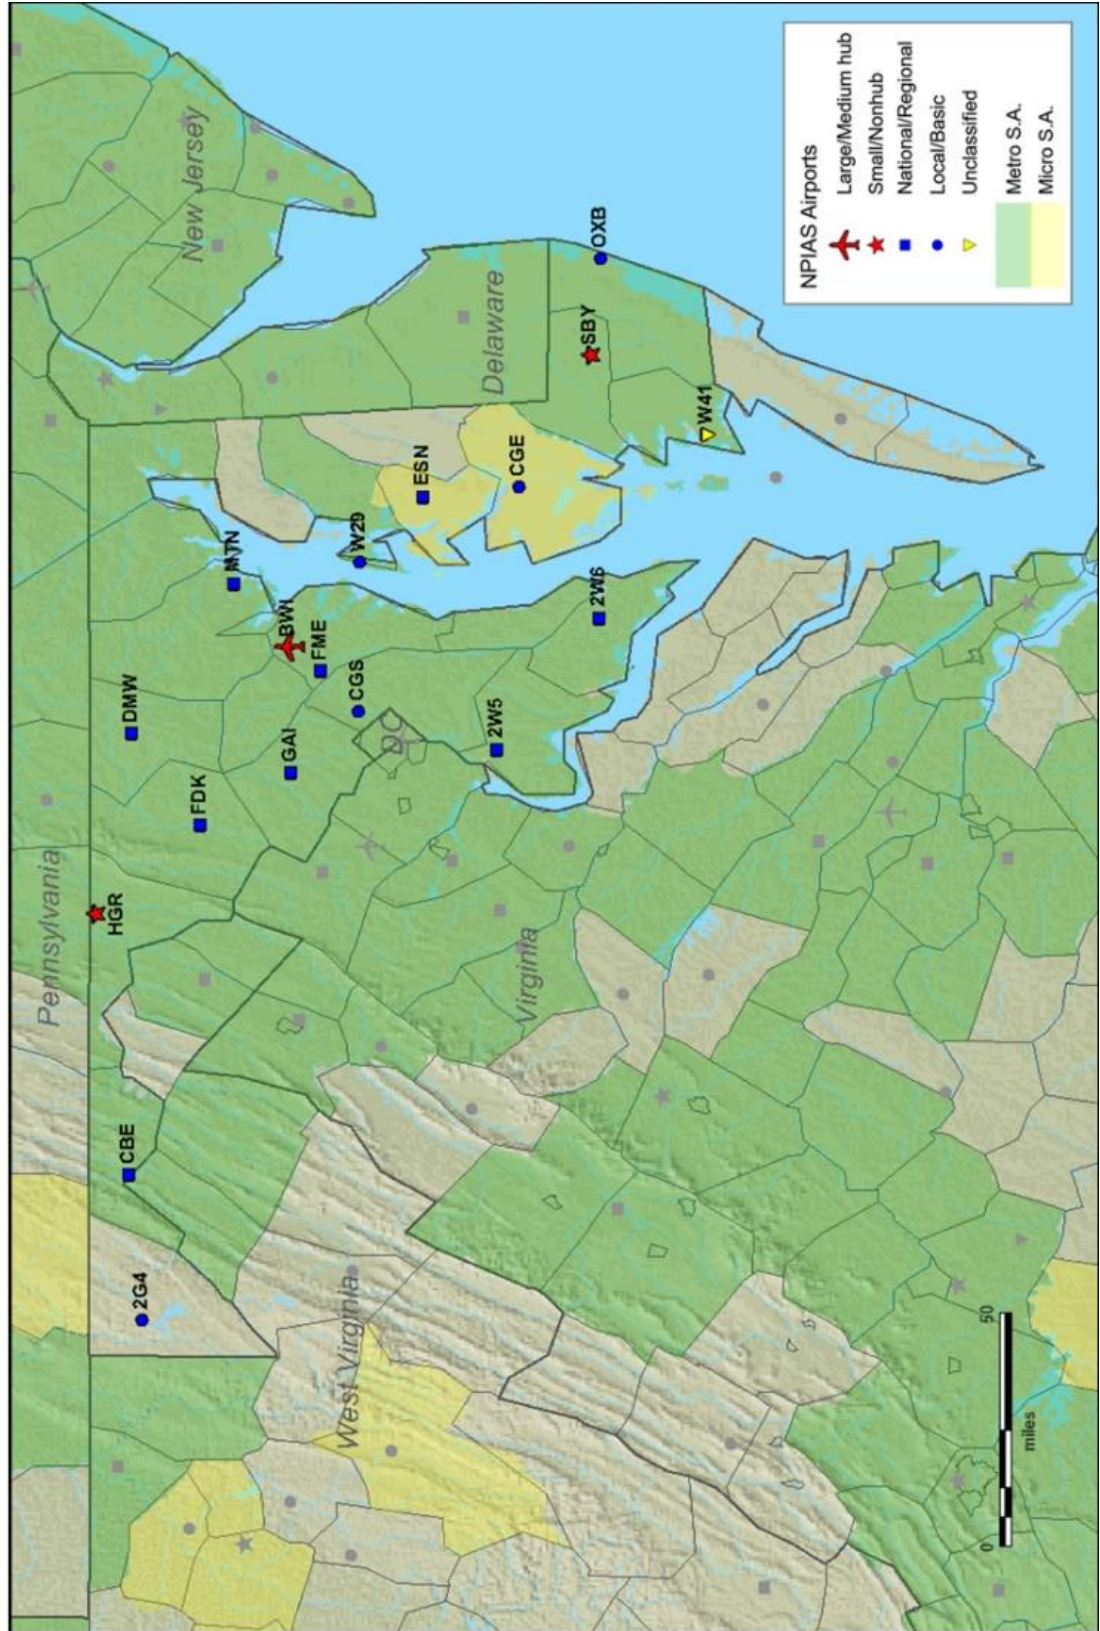 Pennsylvania
New Jersey
HGR
DMW
FDK
CBE
2G4
MTN
BWI
GAI
FME
CGS
W29
DC
ESN
Delaware
CGE
2W5
Virginia
West Virginia
OXB
SBY
2W6
W41
NPIAS Airports
Large/Medium hub
Small/Nonhub
National/Regional
Local/Basic
Unclassified
Metro S.A.
Micro S.A.
0
50
miles